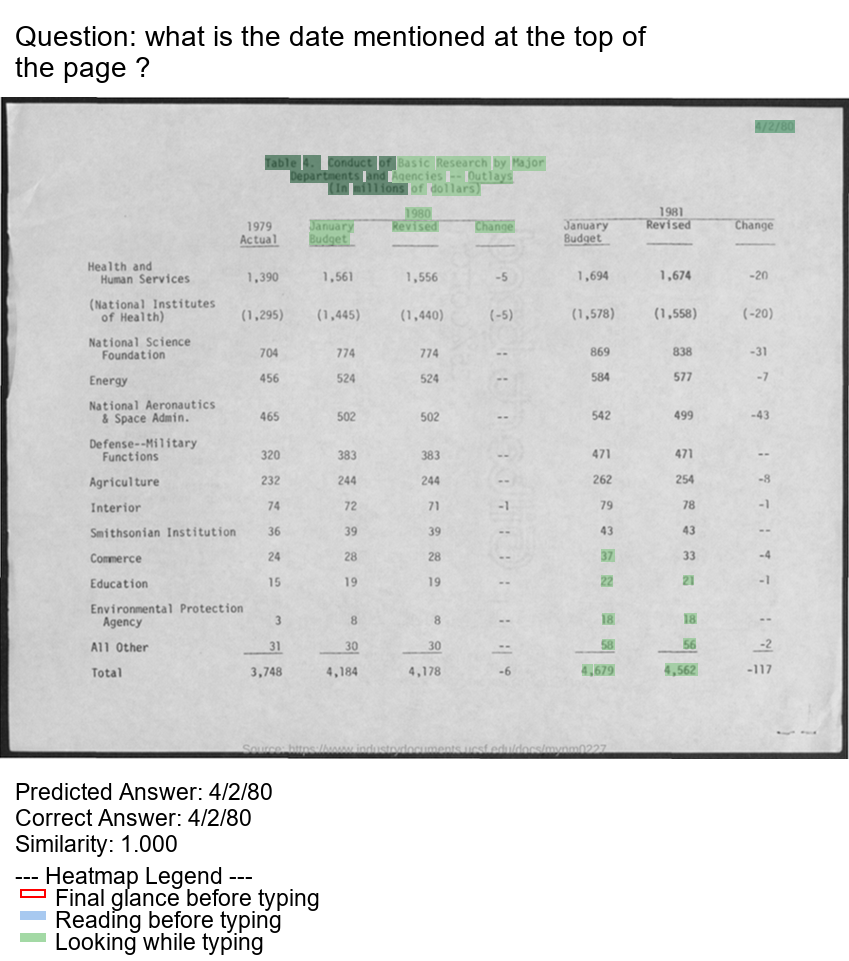 Question: what is the date mentioned at the top of
the page ?
4/2/80
Table 4. Conduct of Basic Research by Major
Departments and Agencies -- Outlays
(In millions of dollars)
1980 1981
1979 January Revised Change January Revised Change
Actual Budget Budget
Health and
Human Services 1,390 1,561 1,556 -5 1,694 1,674 -20
(National Institutes
of Health) (1,295) (1,445) (1,440) (-5) (1,578) (1,558) (-20)
National Science
Foundation 704 774 774 -- 869 838 -31
Energy 456 524 524 -- 584 577 -7
National Aeronautics
& Space Admin. 465 502 502 -- 542 499 -43
Defense--Military
Functions 320 383 383 -- 471 471 --
Agriculture 232 244 244 -- 262 254 -8
Interior 74 72 71 -1 79 78 -1
Smithsonian Institution 36 39 39 -- 43 43 --
Commerce 24 28 28 -- 37 33 -4
Education 15 19 19 -- 22 21 -1
Environmental Protection
Agency 3 8 8 -- 18 18 --
All Other 31 30 30 -- 58 56 -2
Total 3,748 4,184 4,178 -6 4,679 4,562 -117
Source: https://www.industrydocuments.ucsf.edu/docs/mynm0227
Predicted Answer: 4/2/80
Correct Answer: 4/2/80
Similarity: 1.000
--- Heatmap Legend ---
Final glance before typing
Reading before typing
Looking while typing